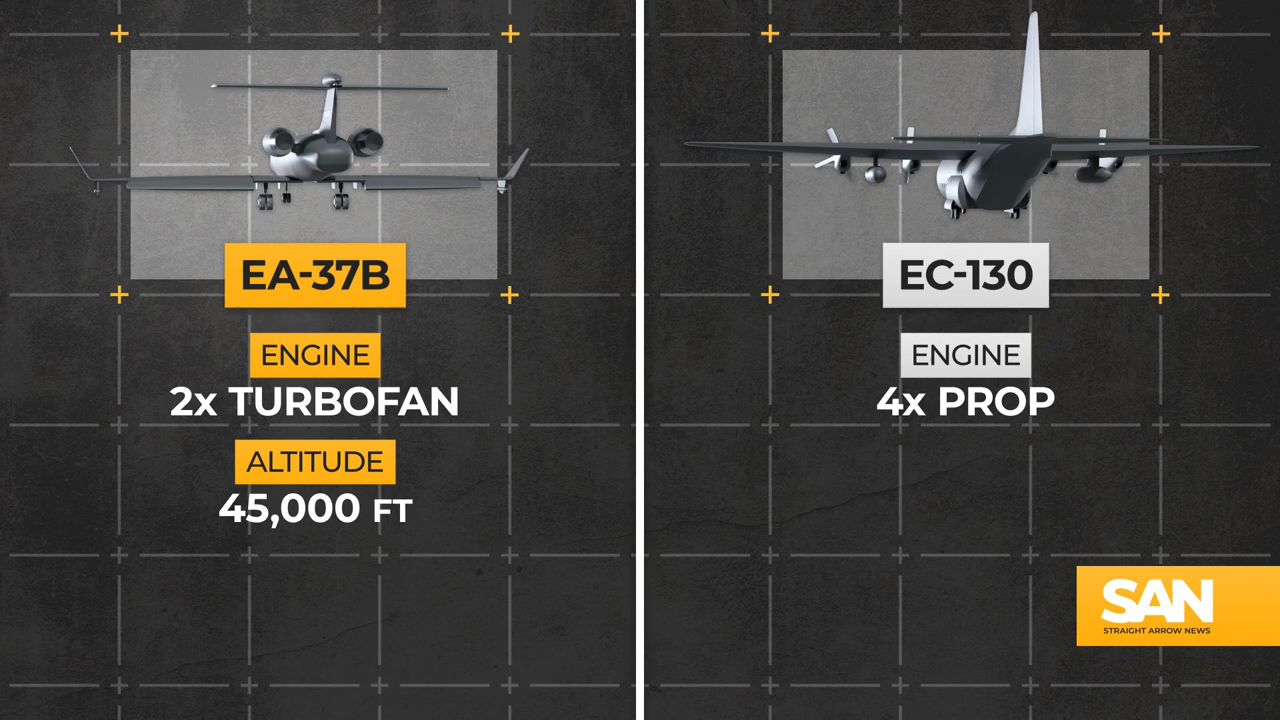 EA-37B
ENGINE
2x TURBOFAN
ALTITUDE
45,000 FT
EC-130
ENGINE
4x PROP
SAN
STRAIGHT ARROW NEWS